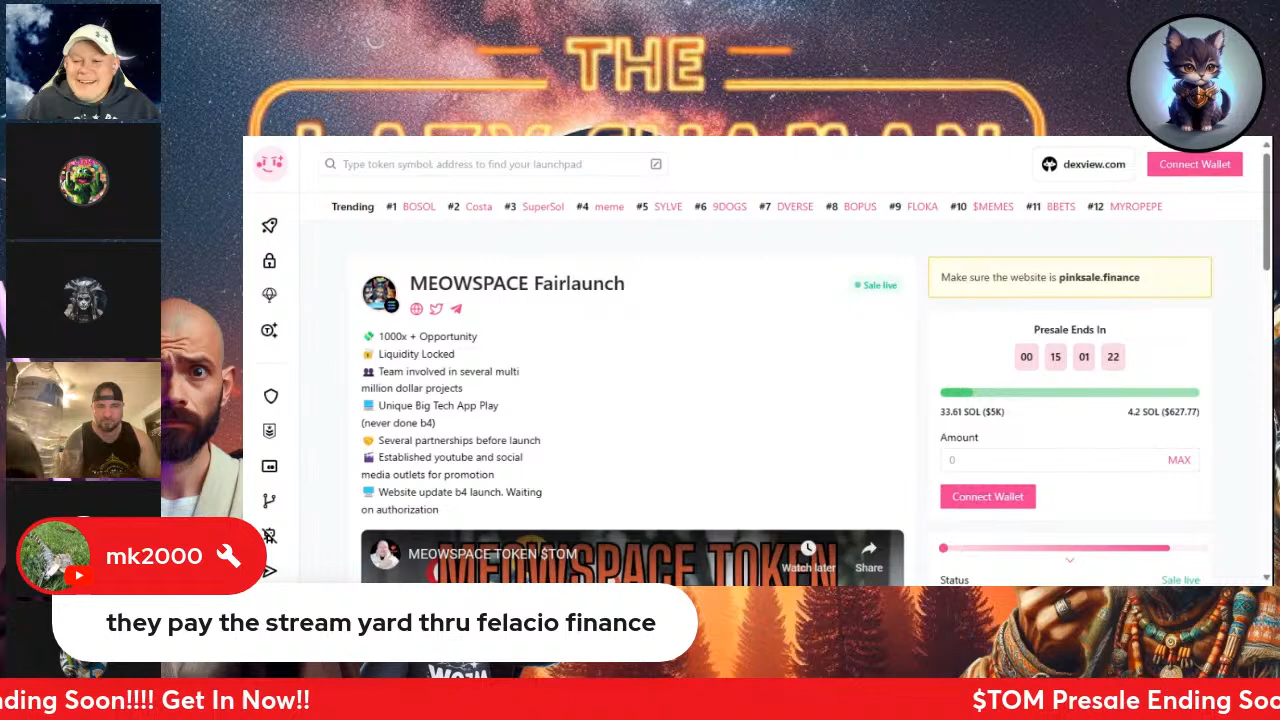 THE
Type token symbol, address to find your launchpad
dexview.com
Connect Wallet
Trending #1 BOSOL #2 Costa #3 SuperSol #4 meme #5 SYLVE #6 9DOGS #7 DVERSE #8 BOPUS #9 FLOKA #10 $MEMES #11 BBETS #12 MYROPEPE
MEOWSPACE Fairlaunch
Sale live
1000x + Opportunity
Liquidity Locked
Team involved in several multi
million dollar projects
Unique Big Tech App Play
(never done b4)
Several partnerships before launch
Established youtube and social
media outlets for promotion
Website update b4 launch. Waiting
on authorization
MEOWSPACE TOKEN $TOM
MEOWSPACE TOKEN
Watch later
Share
Make sure the website is pinksale.finance
Presale Ends In
00 15 01 22
33.61 SOL ($5K) 4.2 SOL ($627.77)
Amount
0 MAX
Connect Wallet
Status Sale live
mk2000
they pay the stream yard thru felacio finance
nding Soon!!!! Get In Now!!
$TOM Presale Ending Soo